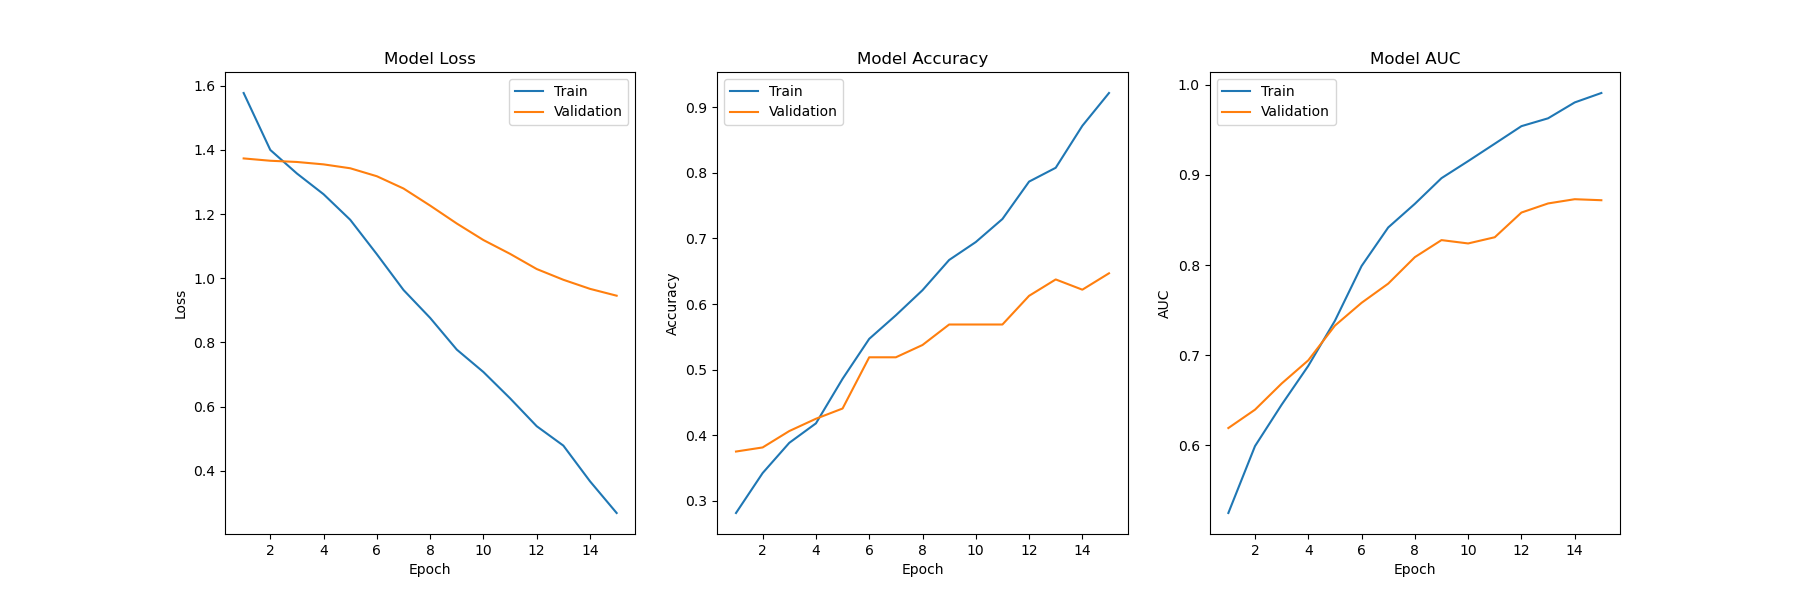 Model Loss
Train
Validation
1.6
1.4
1.2
1.0
0.8
0.6
0.4
Loss
2 4 6 8 10 12 14
Epoch
Model Accuracy
Train
Validation
0.9
0.8
0.7
0.6
0.5
0.4
0.3
Accuracy
2 4 6 8 10 12 14
Epoch
Model AUC
Train
Validation
1.0
0.9
0.8
0.7
0.6
AUC
2 4 6 8 10 12 14
Epoch